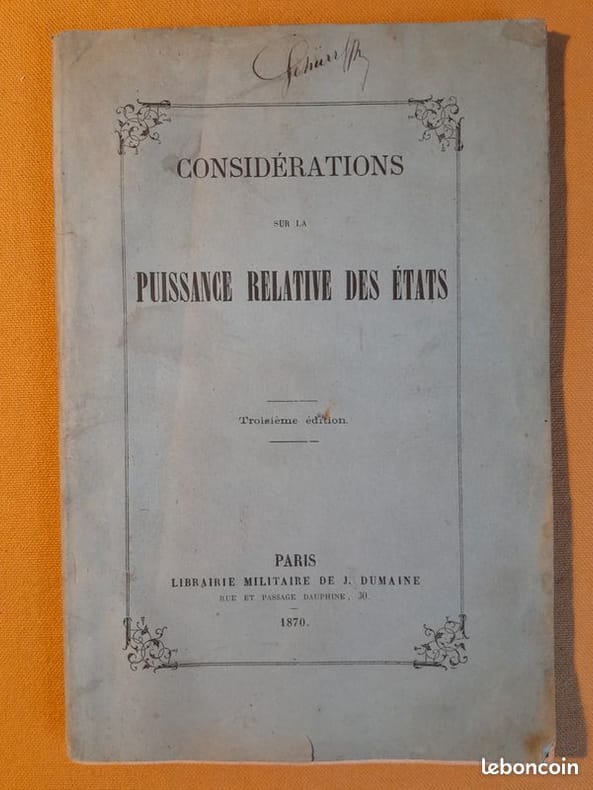 CONSIDÉRATIONS
SUR LA
PUISSANCE RELATIVE DES ÉTATS
Troisième édition.
PARIS
LIBRAIRIE MILITAIRE DE J. DUMAINE
RUE ET PASSAGE DAUPHINE, 30.
1870.
leboncoin